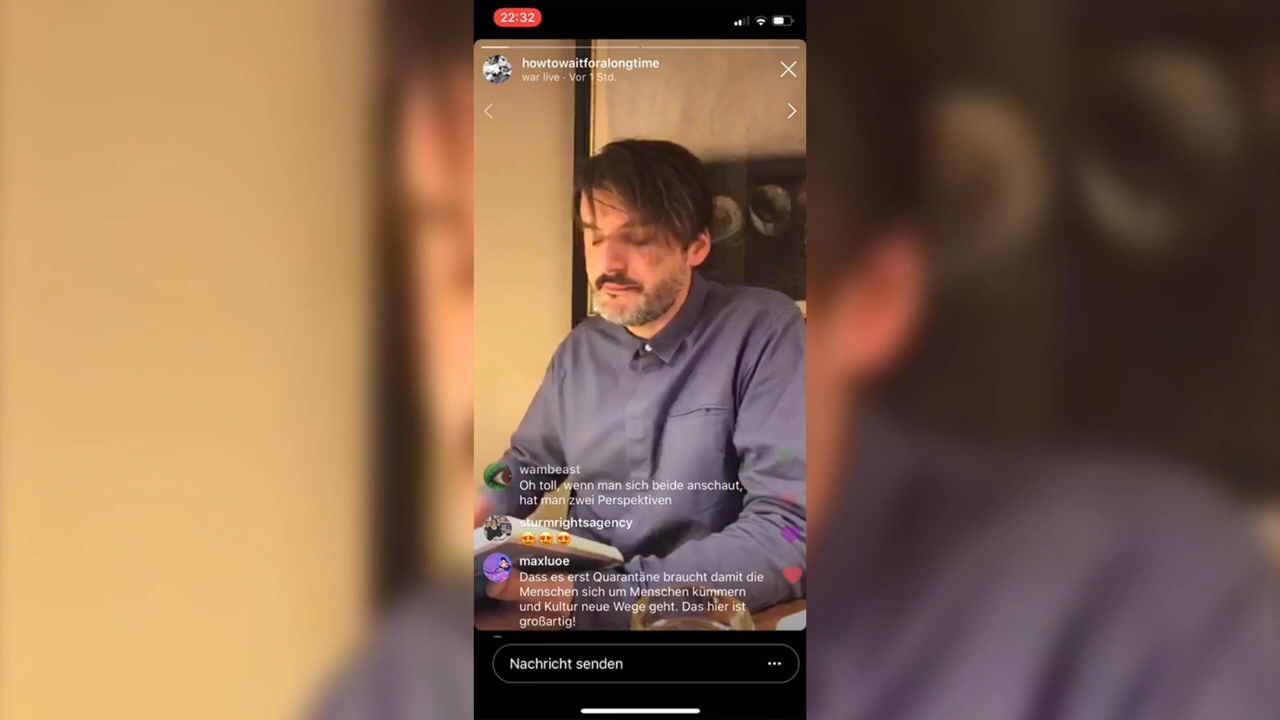 22:32
howtowaitforalongtime
war live · Vor 1 Std.
wambeast
Oh toll, wenn man sich beide anschaut,
hat man zwei Perspektiven
sturmrightsagency
😍😍😍
maxluoe
Dass es erst Quarantäne braucht damit die
Menschen sich um Menschen kümmern
und Kultur neue Wege geht. Das hier ist
großartig!
Nachricht senden